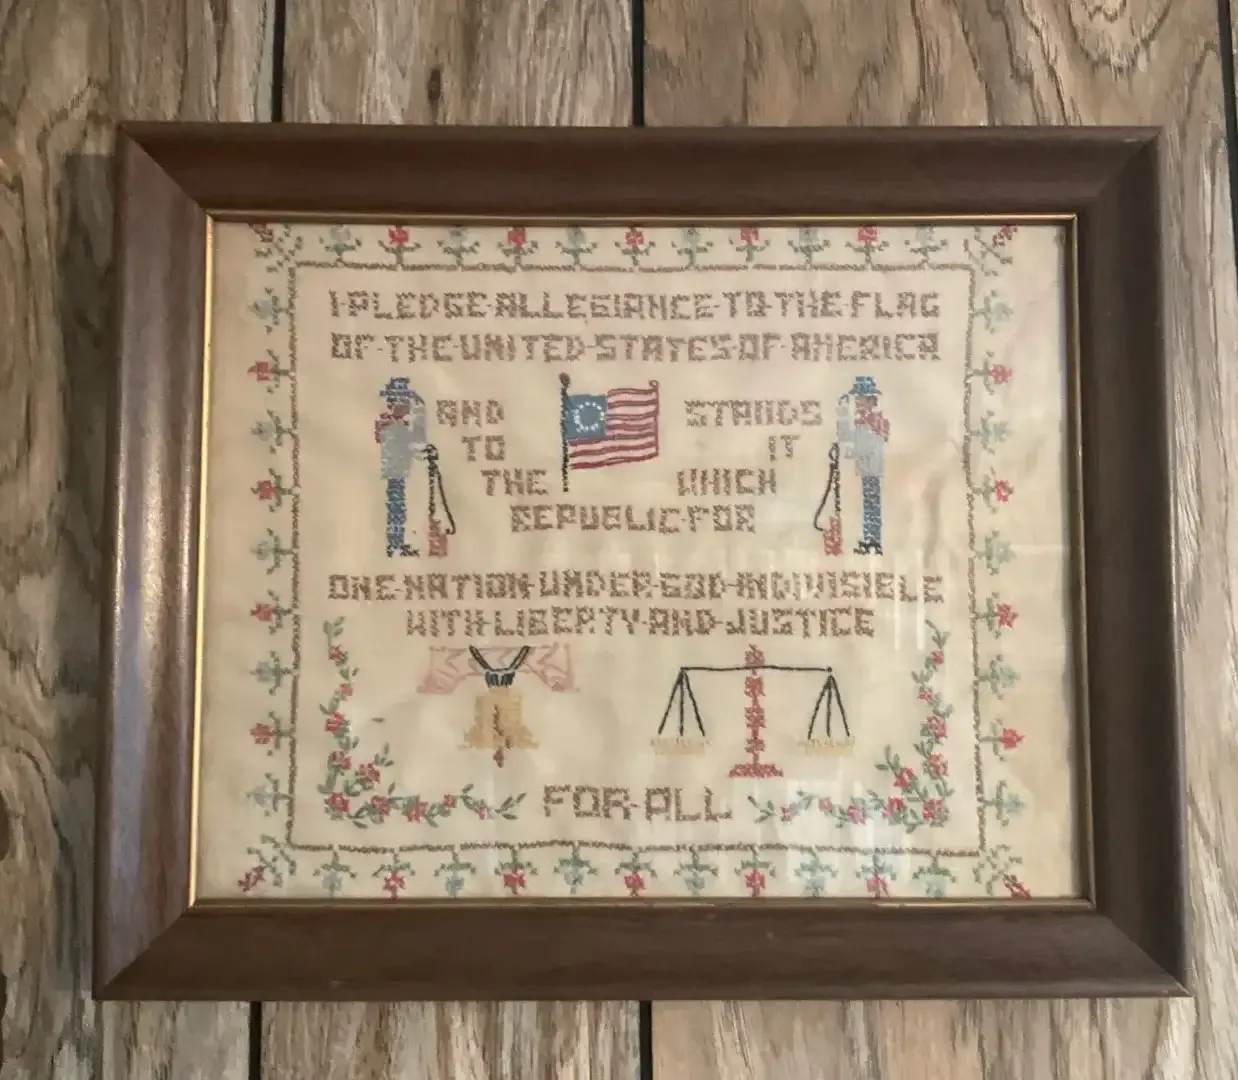 I·PLEDGE·ALLEGIANCE·TO·THE·FLAG
OF·THE·UNITED·STATES·OF·AMERICA
AND STANDS
TO IT
THE WHICH
REPUBLIC·FOR
ONE·NATION·UNDER·GOD·INDIVISIBLE
WITH·LIBERTY·AND·JUSTICE
FOR·ALL